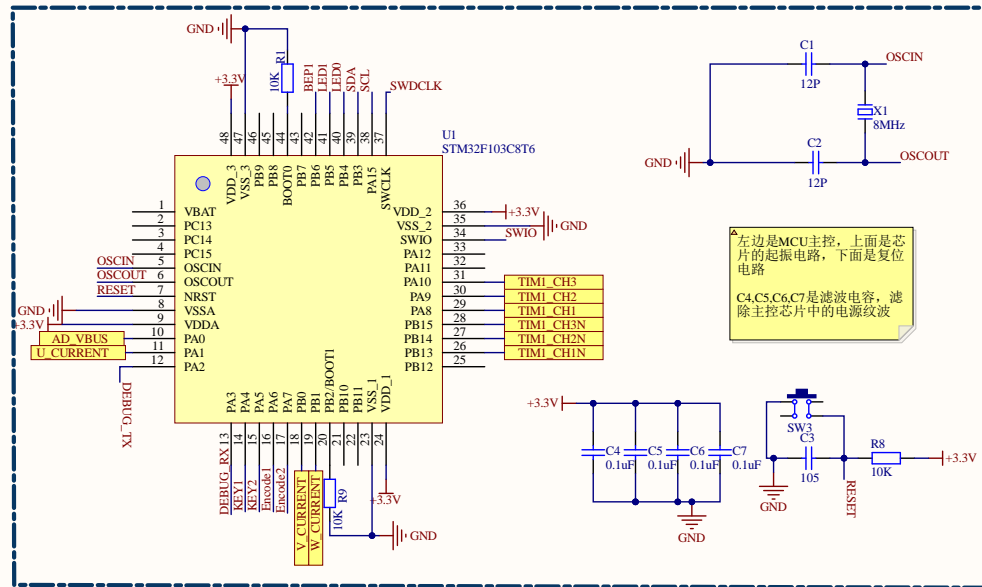 GND
+3.3V
10K
R1
BEP1
LED1
LED0
SDA
SCL
SWDCLK
48
47
46
45
44
43
42
41
40
39
38
37
U1
STM32F103C8T6
VDD_3
VSS_3
PB9
PB8
BOOT0
PB7
PB6
PB5
PB4
PB3
PA15
SWCLK
1 VBAT
2 PC13
3 PC14
4 PC15
OSCIN 5 OSCIN
OSCOUT 6 OSCOUT
RESET 7 NRST
GND 8 VSSA
+3.3V 9 VDDA
AD_VBUS 10 PA0
U_CURRENT 11 PA1
12 PA2
DEBUG_TX
VDD_2 36 +3.3V
VSS_2 35 GND
SWIO 34 SWIO
PA12 33
PA11 32
PA10 31 TIM1_CH3
PA9 30 TIM1_CH2
PA8 29 TIM1_CH1
PB15 28 TIM1_CH3N
PB14 27 TIM1_CH2N
PB13 26 TIM1_CH1N
PB12 25
PA3
PA4
PA5
PA6
PA7
PB0
PB1
PB2/BOOT1
PB10
PB11
VSS_1
VDD_1
13
14
15
16
17
18
19
20
21
22
23
24
DEBUG_RX
KEY1
KEY2
Encode1
Encode2
V_CURRENT
W_CURRENT
10K
R9
+3.3V
GND
C1
12P
OSCIN
X1
8MHz
GND
C2
12P
OSCOUT
左边是MCU主控，上面是芯
片的起振电路，下面是复位
电路
C4,C5,C6,C7是滤波电容，滤
除主控芯片中的电源纹波
+3.3V
C4
0.1uF
C5
0.1uF
C6
0.1uF
C7
0.1uF
GND
SW3
C3
105
GND
RESET
R8
10K
+3.3V